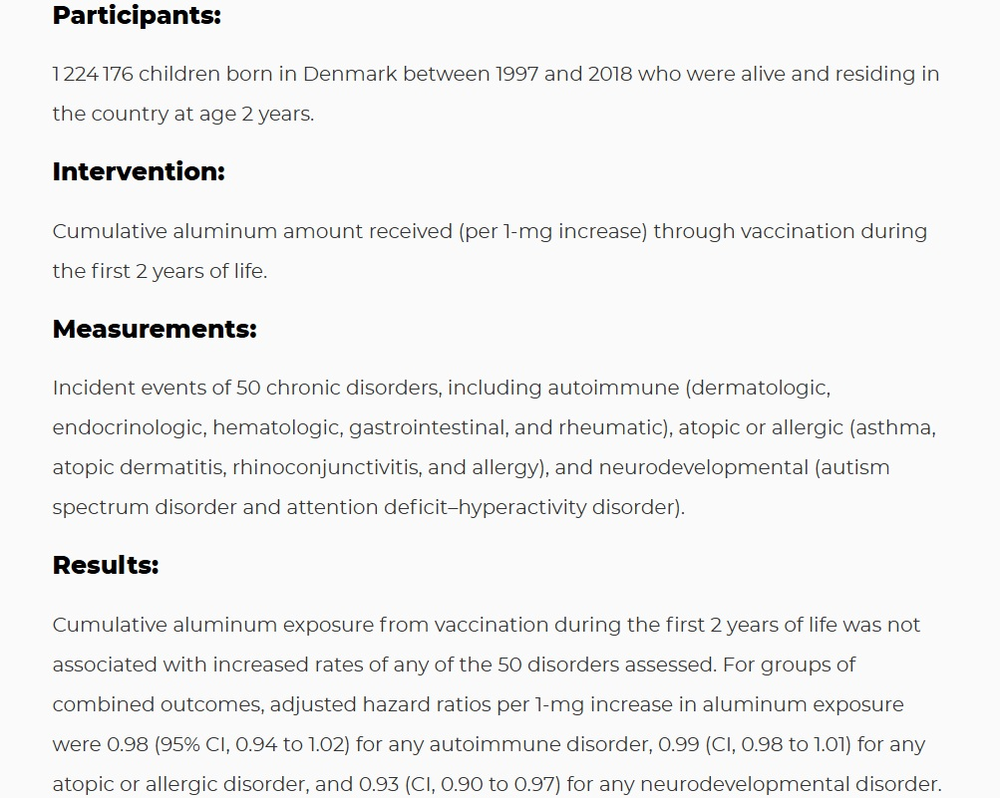 Participants:
1 224 176 children born in Denmark between 1997 and 2018 who were alive and residing in
the country at age 2 years.
Intervention:
Cumulative aluminum amount received (per 1-mg increase) through vaccination during
the first 2 years of life.
Measurements:
Incident events of 50 chronic disorders, including autoimmune (dermatologic,
endocrinologic, hematologic, gastrointestinal, and rheumatic), atopic or allergic (asthma,
atopic dermatitis, rhinoconjunctivitis, and allergy), and neurodevelopmental (autism
spectrum disorder and attention deficit–hyperactivity disorder).
Results:
Cumulative aluminum exposure from vaccination during the first 2 years of life was not
associated with increased rates of any of the 50 disorders assessed. For groups of
combined outcomes, adjusted hazard ratios per 1-mg increase in aluminum exposure
were 0.98 (95% CI, 0.94 to 1.02) for any autoimmune disorder, 0.99 (CI, 0.98 to 1.01) for any
atopic or allergic disorder, and 0.93 (CI, 0.90 to 0.97) for any neurodevelopmental disorder.